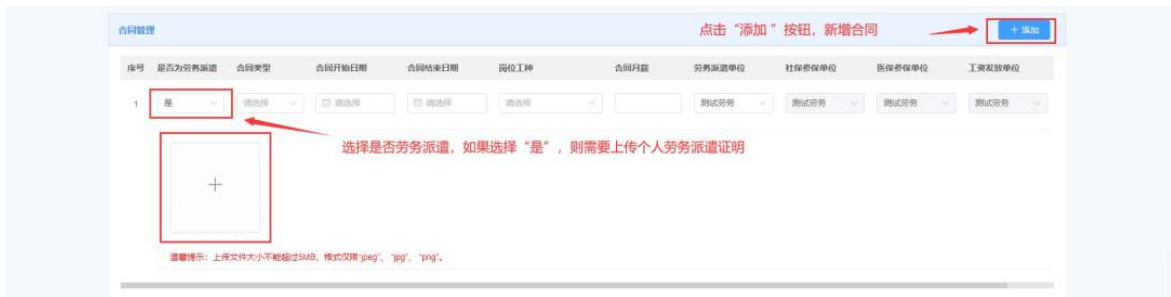 合同管理
点击“添加”按钮，新增合同
+ 添加
序号 是否为劳务派遣 合同类型 合同开始日期 合同结束日期 岗位工种 合同月薪 劳务派遣单位 社保参保单位 医保参保单位 工资发放单位
1 是 请选择 请选择 请选择 请选择 测试劳务 测试劳务 测试劳务 测试劳务
选择是否劳务派遣，如果选择“是”，则需要上传个人劳务派遣证明
温馨提示：上传文件大小不能超过5MB，格式仅限"jpeg"、"jpg"、"png"。